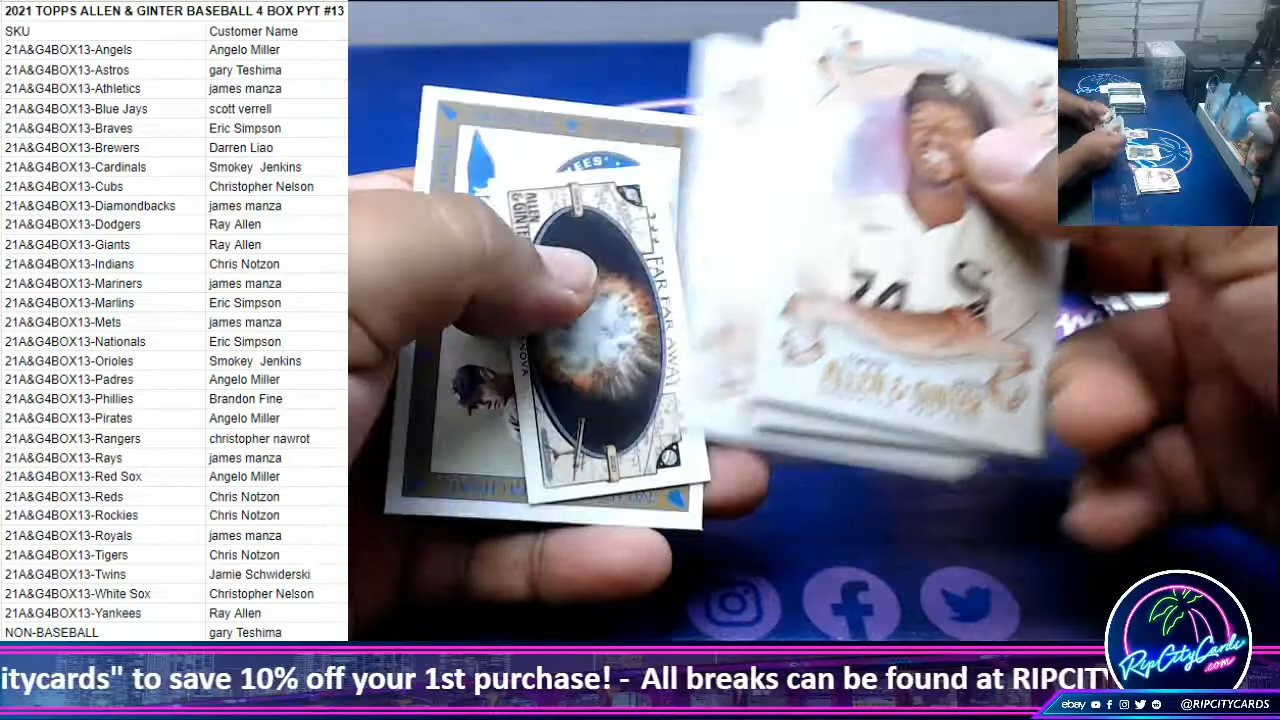 2021 TOPPS ALLEN & GINTER BASEBALL 4 BOX PYT #13
SKU Customer Name
21A&G4BOX13-Angels Angelo Miller
21A&G4BOX13-Astros gary Teshima
21A&G4BOX13-Athletics james manza
21A&G4BOX13-Blue Jays scott verrell
21A&G4BOX13-Braves Eric Simpson
21A&G4BOX13-Brewers Darren Liao
21A&G4BOX13-Cardinals Smokey  Jenkins
21A&G4BOX13-Cubs Christopher Nelson
21A&G4BOX13-Diamondbacks james manza
21A&G4BOX13-Dodgers Ray Allen
21A&G4BOX13-Giants Ray Allen
21A&G4BOX13-Indians Chris Notzon
21A&G4BOX13-Mariners james manza
21A&G4BOX13-Marlins Eric Simpson
21A&G4BOX13-Mets james manza
21A&G4BOX13-Nationals Eric Simpson
21A&G4BOX13-Orioles Smokey  Jenkins
21A&G4BOX13-Padres Angelo Miller
21A&G4BOX13-Phillies Brandon Fine
21A&G4BOX13-Pirates Angelo Miller
21A&G4BOX13-Rangers christopher nawrot
21A&G4BOX13-Rays james manza
21A&G4BOX13-Red Sox Angelo Miller
21A&G4BOX13-Reds Chris Notzon
21A&G4BOX13-Rockies Chris Notzon
21A&G4BOX13-Royals james manza
21A&G4BOX13-Tigers Chris Notzon
21A&G4BOX13-Twins Jamie Schwiderski
21A&G4BOX13-White Sox Christopher Nelson
21A&G4BOX13-Yankees Ray Allen
NON-BASEBALL gary Teshima
EES'
ALLEN
& GINTER
FAR FAR AWAY
ALLEN & GINTER
itycards" to save 10% off your 1st purchase! - All breaks can be found at RIPCITY
RipCityCards
.com
ebay @RIPCITYCARDS